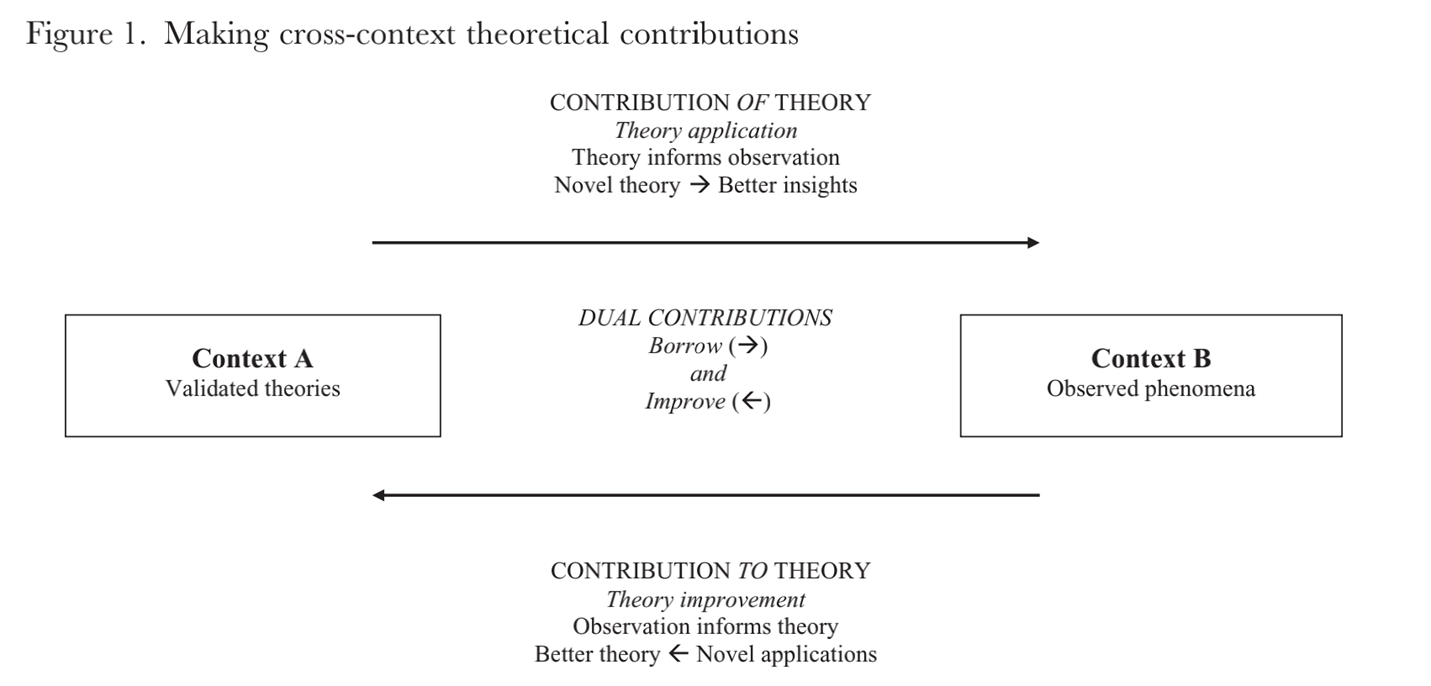 Figure 1. Making cross-context theoretical contributions
CONTRIBUTION OF THEORY
Theory application
Theory informs observation
Novel theory → Better insights
DUAL CONTRIBUTIONS
Borrow (→)
and
Improve (←)
Context A
Validated theories
Context B
Observed phenomena
CONTRIBUTION TO THEORY
Theory improvement
Observation informs theory
Better theory ← Novel applications